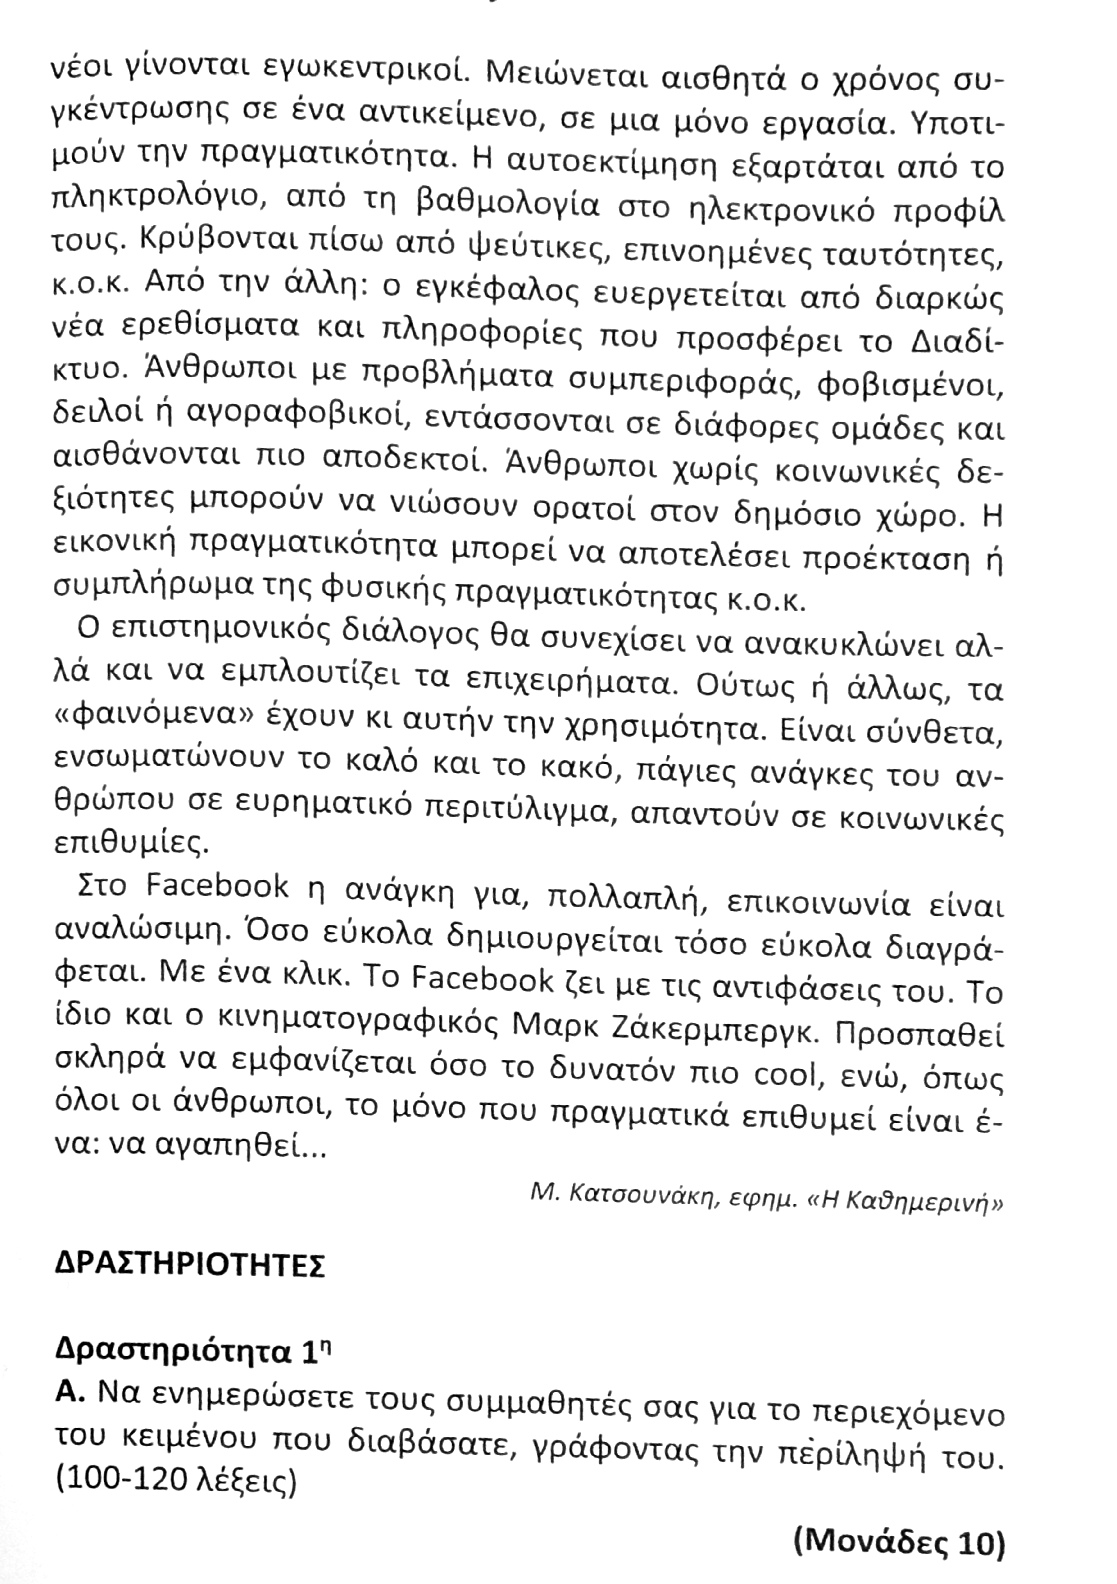 νέοι γίνονται εγωκεντρικοί. Μειώνεται αισθητά ο χρόνος συ-
γκέντρωσης σε ένα αντικείμενο, σε μια μόνο εργασία. Υποτι-
μούν την πραγματικότητα. Η αυτοεκτίμηση εξαρτάται από το
πληκτρολόγιο, από τη βαθμολογία στο ηλεκτρονικό προφίλ
τους. Κρύβονται πίσω από ψεύτικες, επινοημένες ταυτότητες,
κ.ο.κ. Από την άλλη: ο εγκέφαλος ευεργετείται από διαρκώς
νέα ερεθίσματα και πληροφορίες που προσφέρει το Διαδί-
κτυο. Άνθρωποι με προβλήματα συμπεριφοράς, φοβισμένοι,
δειλοί ή αγοραφοβικοί, εντάσσονται σε διάφορες ομάδες και
αισθάνονται πιο αποδεκτοί. Άνθρωποι χωρίς κοινωνικές δε-
ξιότητες μπορούν να νιώσουν ορατοί στον δημόσιο χώρο. Η
εικονική πραγματικότητα μπορεί να αποτελέσει προέκταση ή
συμπλήρωμα της φυσικής πραγματικότητας κ.ο.κ.
Ο επιστημονικός διάλογος θα συνεχίσει να ανακυκλώνει αλ-
λά και να εμπλουτίζει τα επιχειρήματα. Ούτως ή άλλως, τα
«φαινόμενα» έχουν κι αυτήν την χρησιμότητα. Είναι σύνθετα,
ενσωματώνουν το καλό και το κακό, πάγιες ανάγκες του αν-
θρώπου σε ευρηματικό περιτύλιγμα, απαντούν σε κοινωνικές
επιθυμίες.
Στο Facebook η ανάγκη για, πολλαπλή, επικοινωνία είναι
αναλώσιμη. Όσο εύκολα δημιουργείται τόσο εύκολα διαγρά-
φεται. Με ένα κλικ. Το Facebook ζει με τις αντιφάσεις του. Το
ίδιο και ο κινηματογραφικός Μαρκ Ζάκερμπεργκ. Προσπαθεί
σκληρά να εμφανίζεται όσο το δυνατόν πιο cool, ενώ, όπως
όλοι οι άνθρωποι, το μόνο που πραγματικά επιθυμεί είναι έ-
να: να αγαπηθεί...
Μ. Κατσουνάκη, εφημ. «Η Καθημερινή»
ΔΡΑΣΤΗΡΙΟΤΗΤΕΣ
Δραστηριότητα 1η
Α. Να ενημερώσετε τους συμμαθητές σας για το περιεχόμενο
του κειμένου που διαβάσατε, γράφοντας την περίληψή του.
(100-120 λέξεις)
(Μονάδες 10)